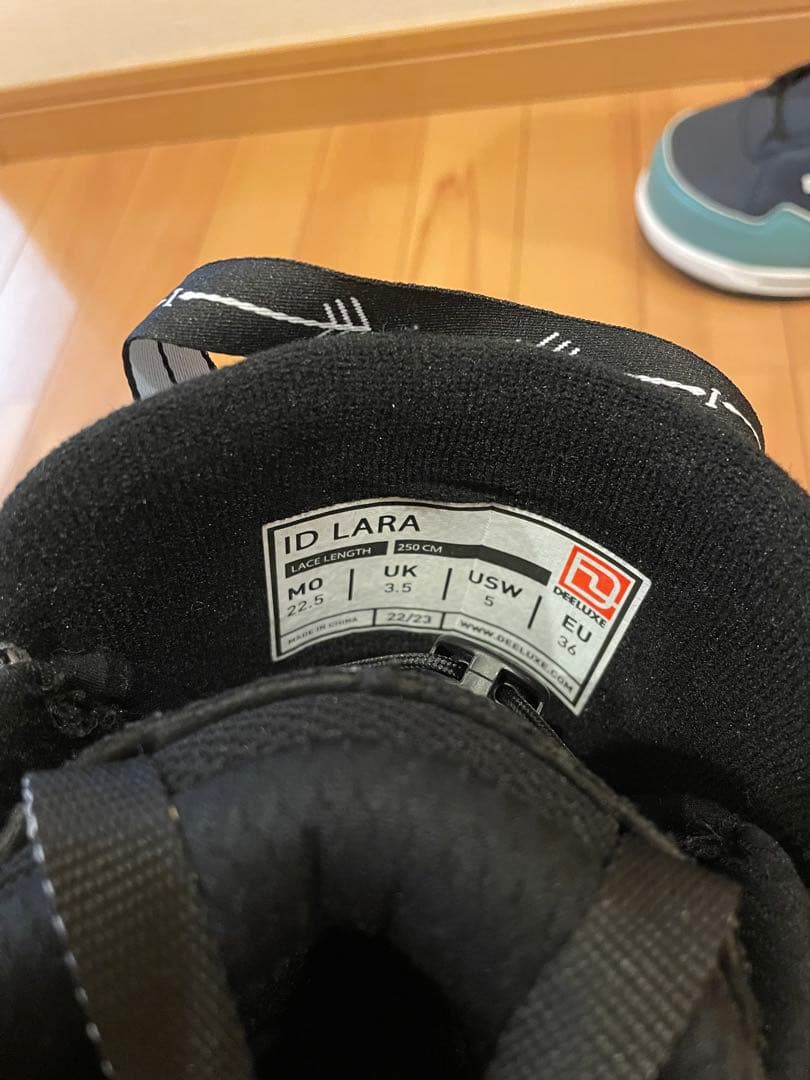 ID LARA
LACE LENGTH 250 CM
MO UK USW EU
22.5 3.5 5 36
MADE IN CHINA 22/23 WWW.DEELUXE.COM
DEELUXE